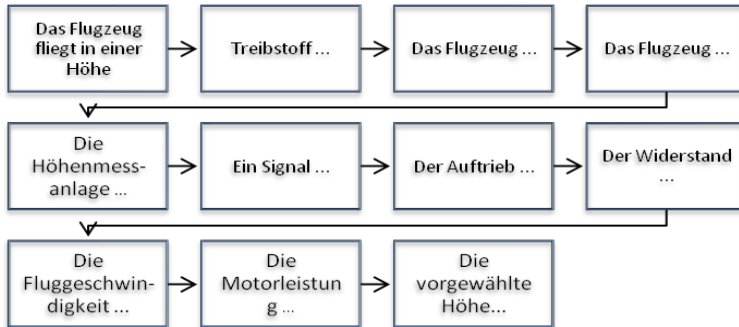 Das Flugzeug
fliegt in einer
Höhe
Treibstoff ...
Das Flugzeug ...
Das Flugzeug ...
Die
Höhenmess-
anlage ...
Ein Signal ...
Der Auftrieb ...
Der Widerstand
...
Die
Fluggeschwin-
digkeit ...
Die
Motorleistun
g ...
Die
vorgewählte
Höhe...